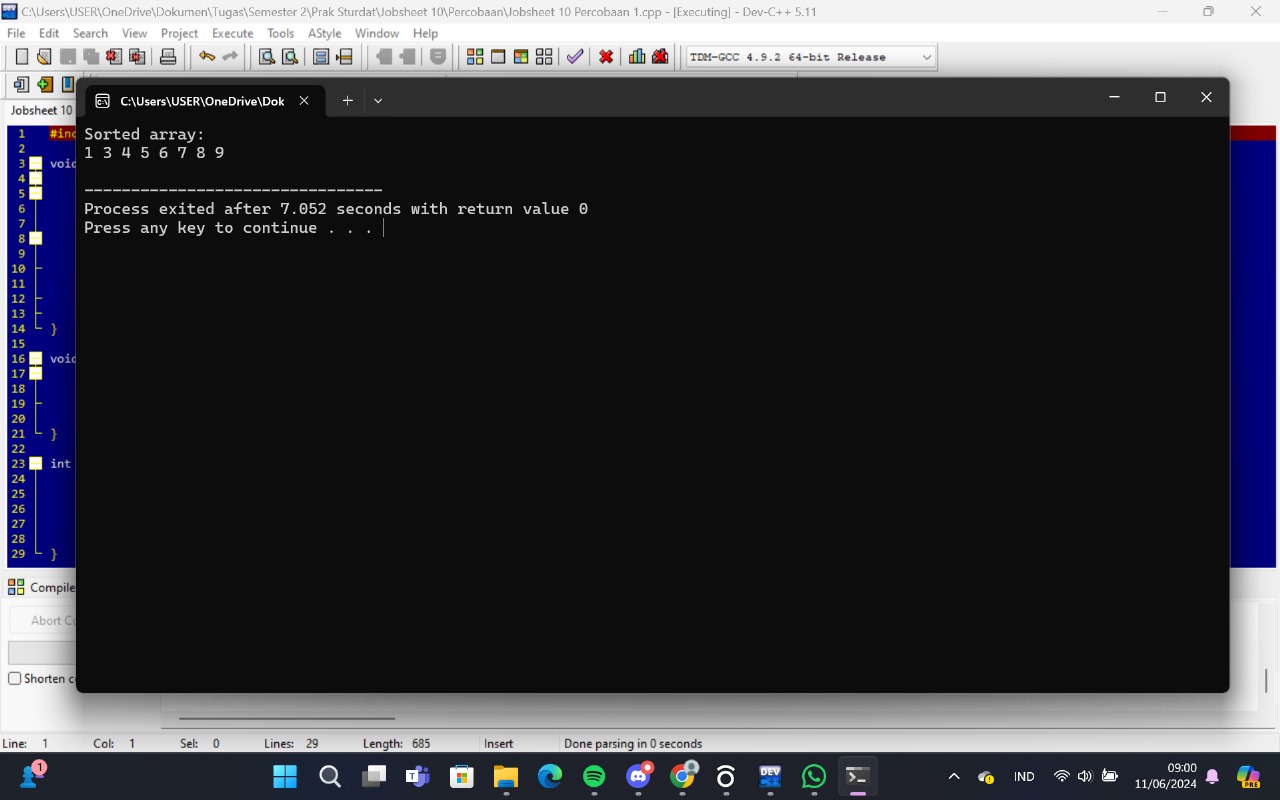 C:\Users\USER\OneDrive\Dokumen\Tugas\Semester 2\Prak Sturdat\Jobsheet 10\Percobaan\Jobsheet 10 Percobaan 1.cpp - [Executing] - Dev-C++ 5.11
File Edit Search View Project Execute Tools AStyle Window Help
TDM-GCC 4.9.2 64-bit Release
C:\Users\USER\OneDrive\Dok
Jobsheet 10
Sorted array:
1 3 4 5 6 7 8 9
--------------------------------
Process exited after 7.052 seconds with return value 0
Press any key to continue . . .
1 #inc
2
3 void
4
5
6
7
8
9
10
11
12
13
14 }
15
16 void
17
18
19
20
21 }
22
23 int
24
25
26
27
28
29 }
Compile
Abort Co
Shorten c
Line: 1 Col: 1 Sel: 0 Lines: 29 Length: 685 Insert Done parsing in 0 seconds
1
DEV
IND
09:00
11/06/2024
PRE